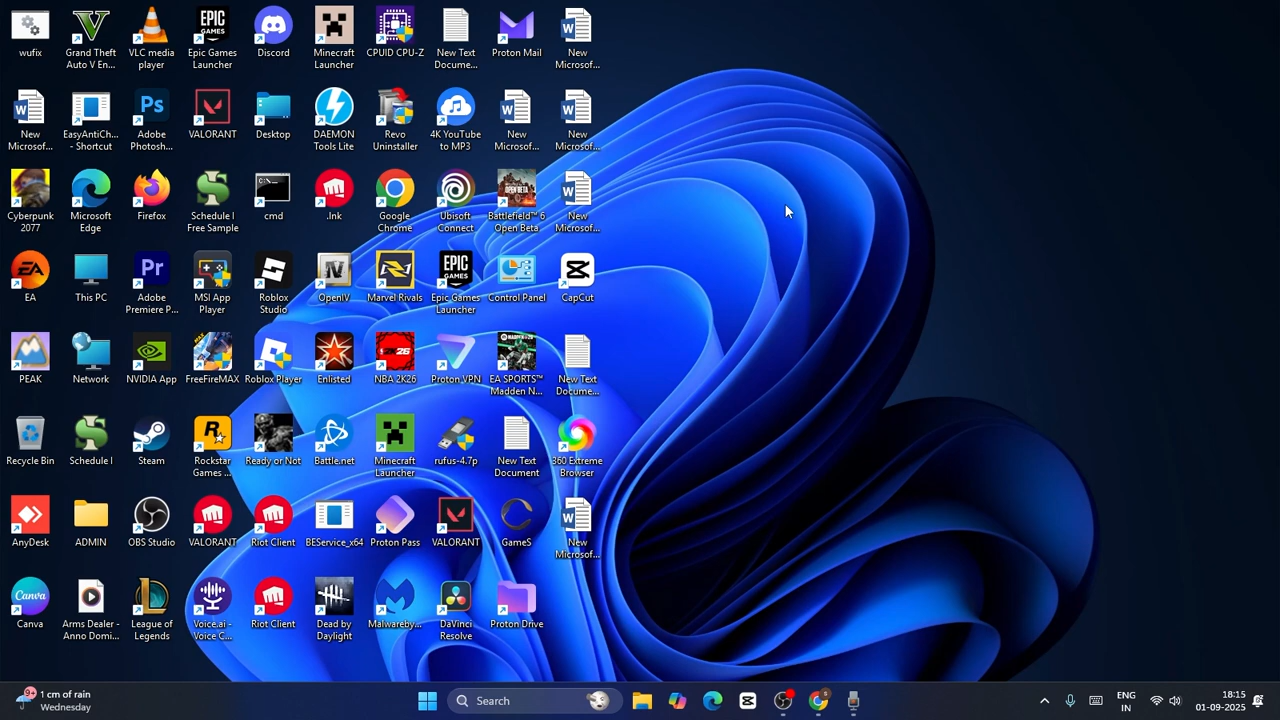 wufix
Grand Theft
Auto V En...
VLC media
player
EPIC
GAMES
Epic Games
Launcher
Discord
Minecraft
Launcher
CPUID CPU-Z
New Text
Docume...
Proton Mail
New
Microsof...
New
Microsof...
EasyAntiCh...
- Shortcut
Ps
Adobe
Photosh...
VALORANT
Desktop
DAEMON
Tools Lite
Revo
Uninstaller
4K YouTube
to MP3
New
Microsof...
New
Microsof...
Cyberpunk
2077
Microsoft
Edge
Firefox
Schedule I
Free Sample
cmd
.lnk
Google
Chrome
Ubisoft
Connect
Battlefield™ 6
Open Beta
New
Microsof...
EA
EA
This PC
Pr
Adobe
Premiere P...
MSI App
Player
Roblox
Studio
OpenIV
Marvel Rivals
EPIC
GAMES
Epic Games
Launcher
Control Panel
CapCut
PEAK
Network
NVIDIA App
FreeFireMAX
Roblox Player
Enlisted
2K26
NBA 2K26
Proton VPN
EA SPORTS™
Madden N...
New Text
Docume...
Recycle Bin
Schedule I
Steam
Rockstar
Games ...
Ready or Not
Battle.net
Minecraft
Launcher
rufus-4.7p
New Text
Document
360 Extreme
Browser
AnyDesk
ADMIN
OBS Studio
VALORANT
Riot Client
BEService_x64
Proton Pass
VALORANT
GameS
New
Microsof...
Canva
Canva
Arms Dealer -
Anno Domi...
League of
Legends
Voice.ai -
Voice C...
Riot Client
Dead by
Daylight
Malwareby...
DaVinci
Resolve
Proton Drive
9+
1 cm of rain
Wednesday
Search
ENG
IN
18:15
01-09-2025